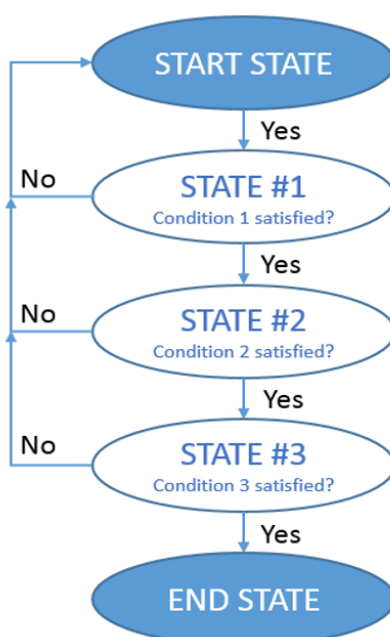 START STATE
Yes
No
STATE #1
Condition 1 satisfied?
Yes
No
STATE #2
Condition 2 satisfied?
Yes
No
STATE #3
Condition 3 satisfied?
Yes
END STATE